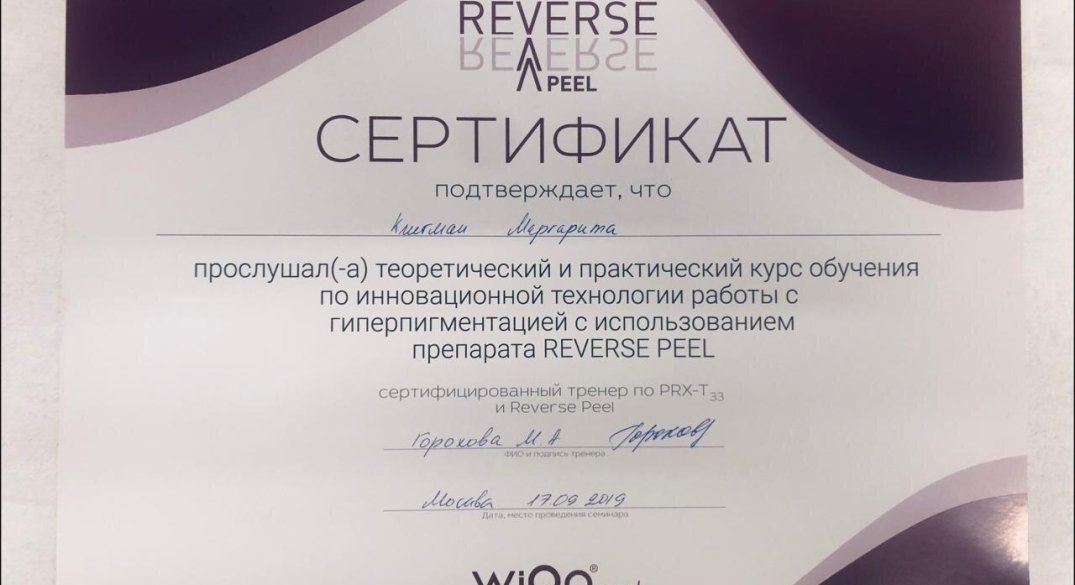 REVERSE
PEEL
СЕРТИФИКАТ
подтверждает, что
Маргарита
прослушал(-а) теоретический и практический курс обучения
по инновационной технологии работы с
гиперпигментацией с использованием
препарата REVERSE PEEL
сертифицированный тренер по PRX-T33
и Reverse Peel
Горохова М А
ФИО и подпись тренера
Москва 17.09 2019
Дата, место проведения семинара
wiQo®